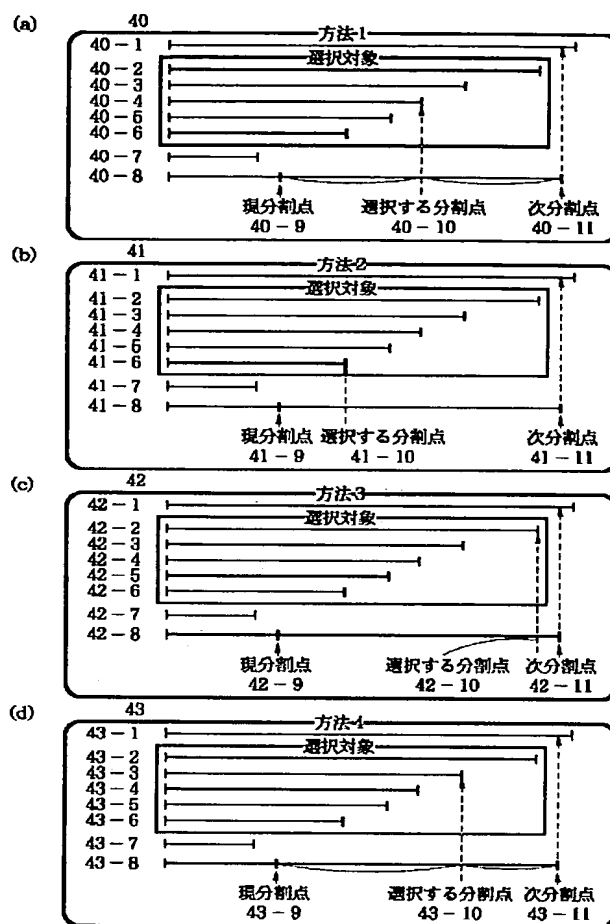 (a)
40
方法1
40-1
選択対象
40-2
40-3
40-4
40-5
40-6
40-7
40-8
現分割点 選択する分割点 次分割点
40-9 40-10 40-11
(b)
41
方法2
41-1
選択対象
41-2
41-3
41-4
41-5
41-6
41-7
41-8
現分割点 選択する分割点 次分割点
41-9 41-10 41-11
(c)
42
方法3
42-1
選択対象
42-2
42-3
42-4
42-5
42-6
42-7
42-8
現分割点 選択する分割点 次分割点
42-9 42-10 42-11
(d)
43
方法4
43-1
選択対象
43-2
43-3
43-4
43-5
43-6
43-7
43-8
現分割点 選択する分割点 次分割点
43-9 43-10 43-11